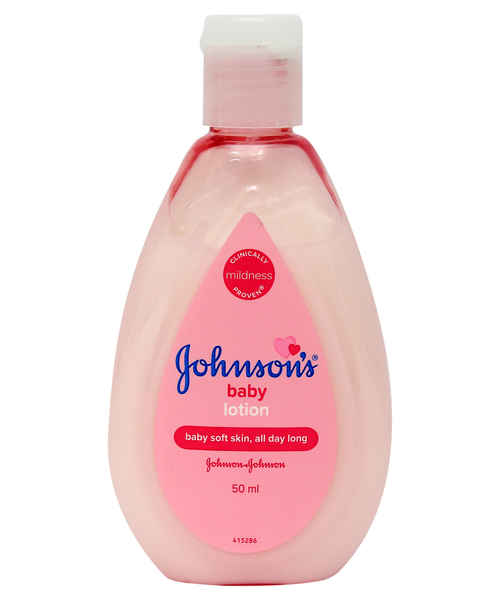 CLINICALLY
mildness
PROVEN®
Johnson's®
baby
lotion
baby soft skin, all day long
Johnson & Johnson
50 ml
415286